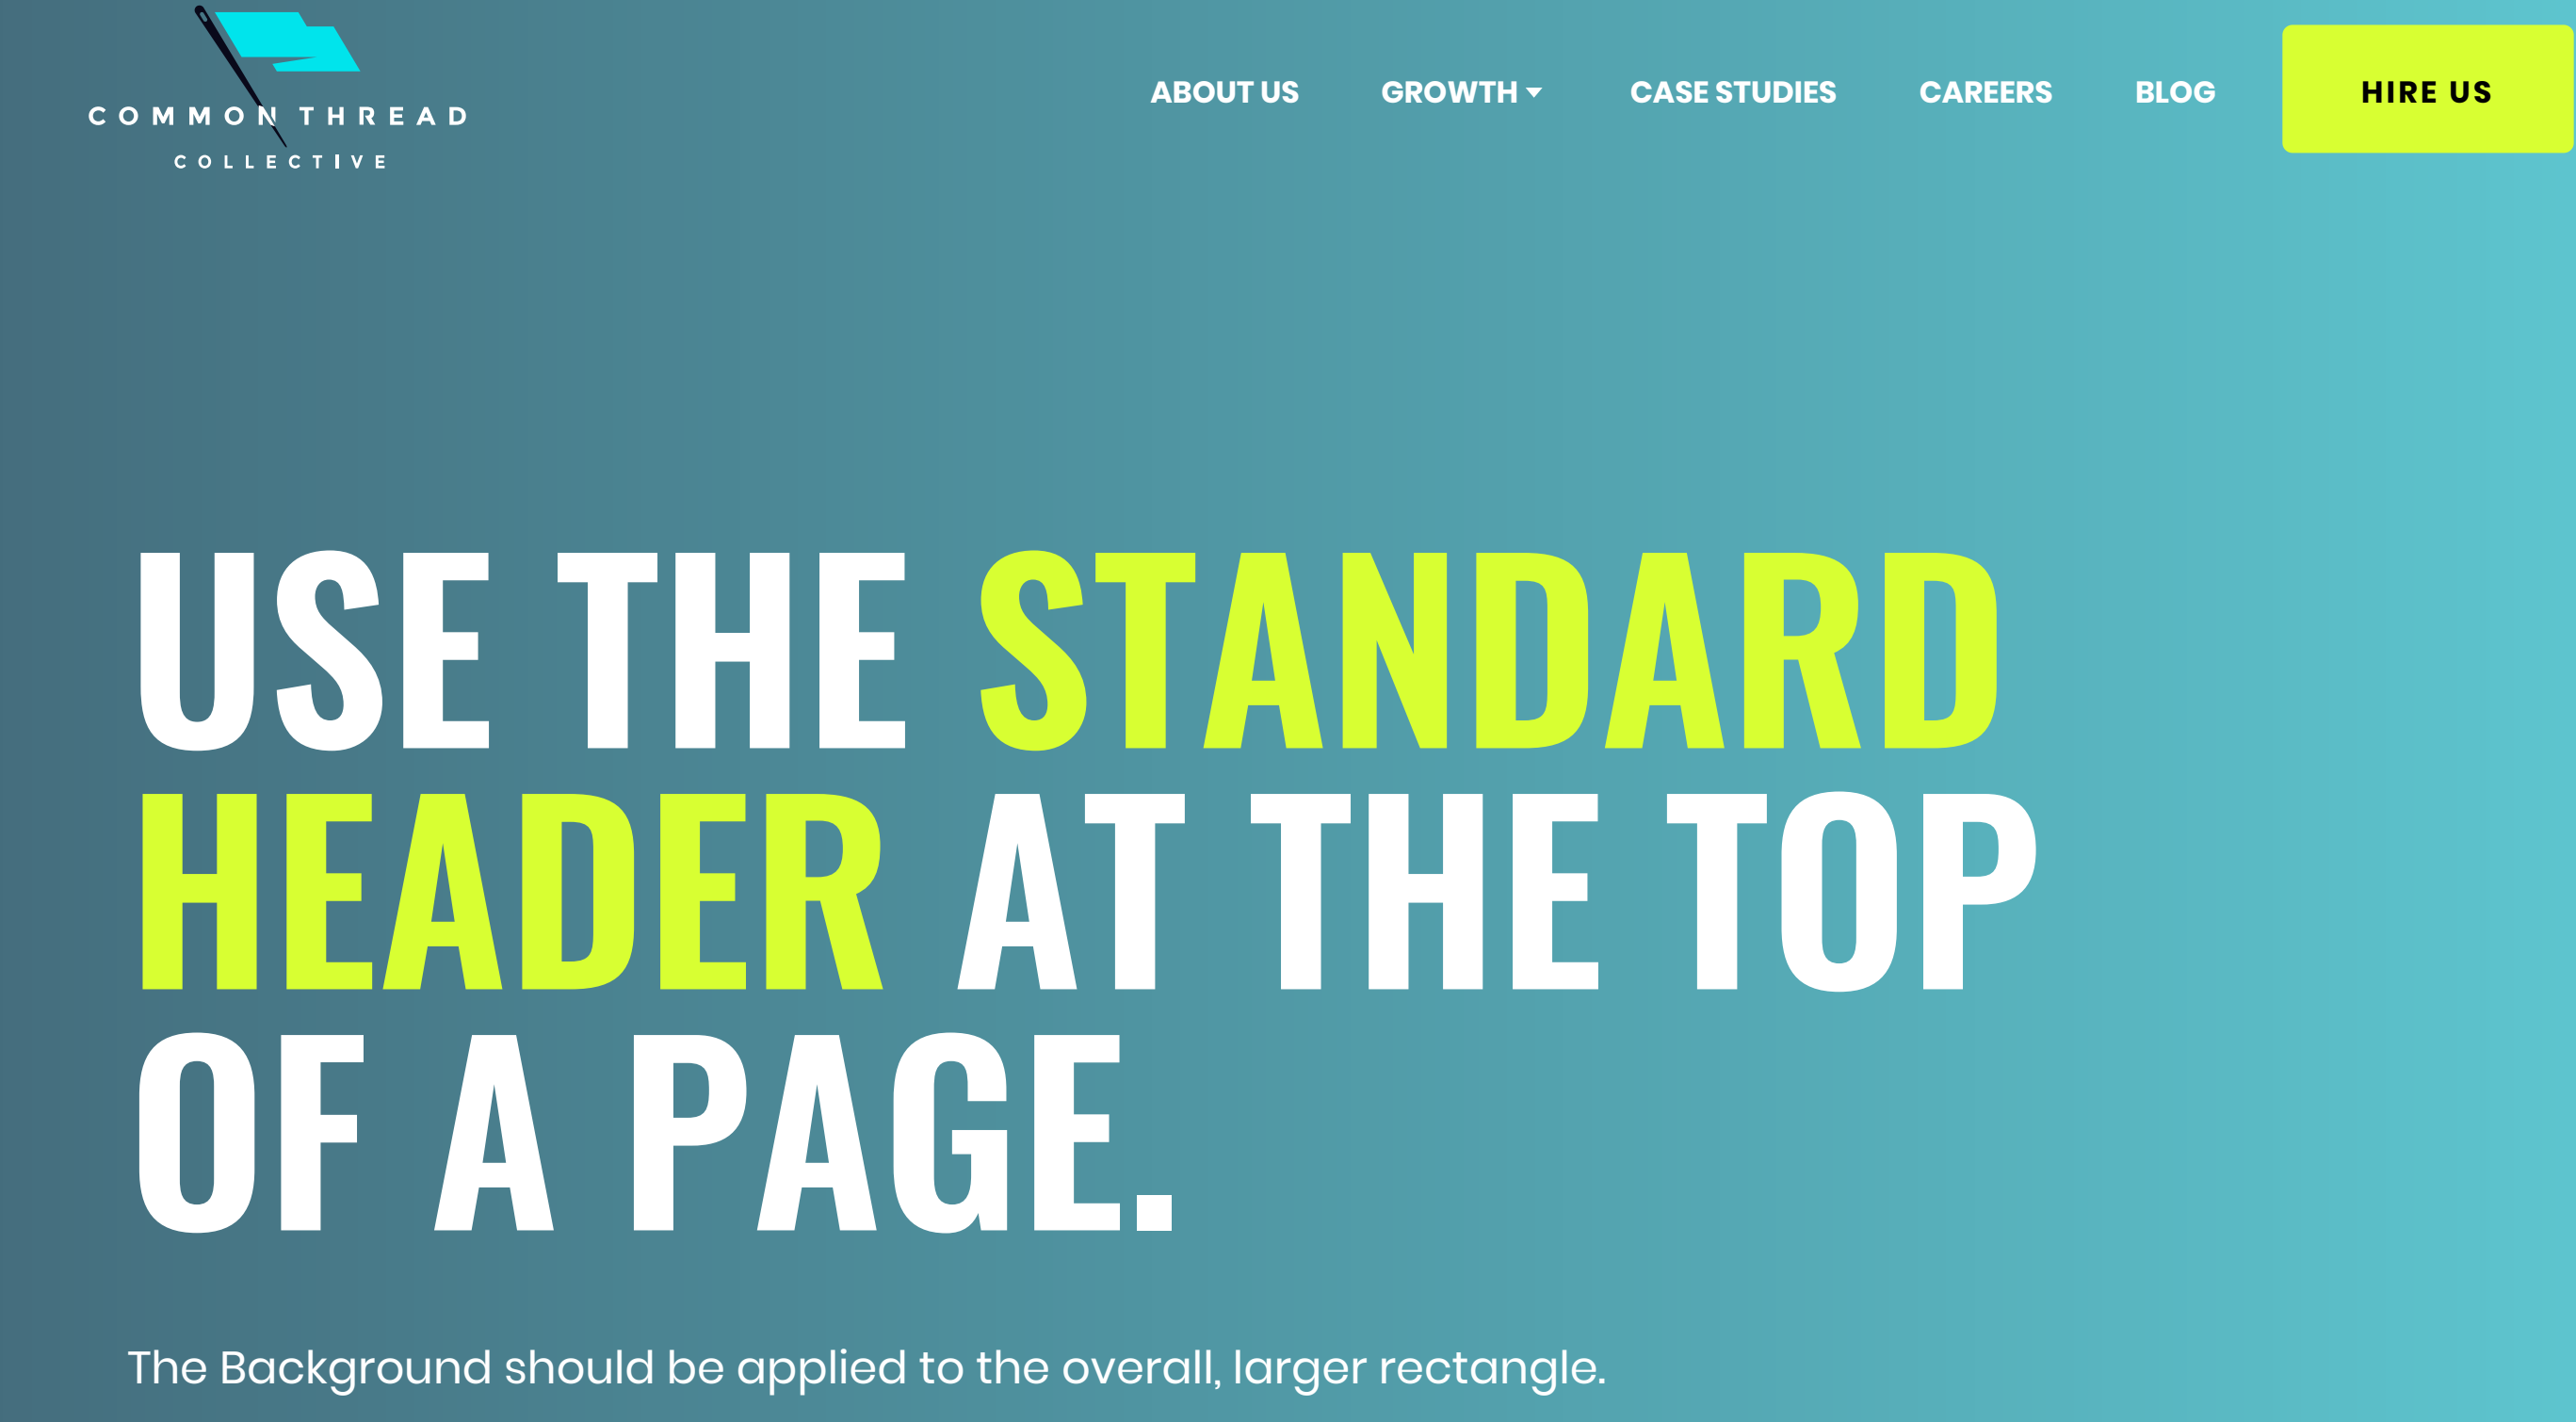 COMMON THREAD
COLLECTIVE
ABOUT US GROWTH CASE STUDIES CAREERS BLOG HIRE US
USE THE STANDARD
HEADER AT THE TOP
OF A PAGE.
The Background should be applied to the overall, larger rectangle.